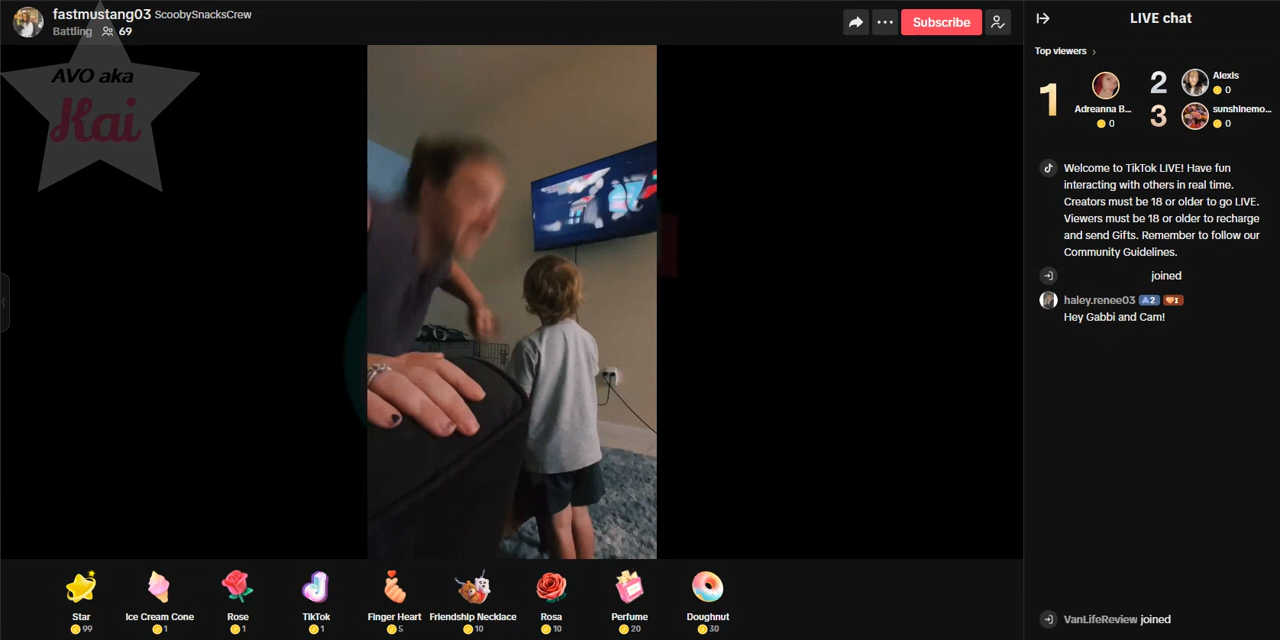 fastmustang03 ScoobySnacksCrew
Battling 69
Subscribe
AVO aka
Kai
LIVE chat
Top viewers
1
Adreanna B...
0
2
Alexis
0
3
sunshinemo...
0
Welcome to TikTok LIVE! Have fun
interacting with others in real time.
Creators must be 18 or older to go LIVE.
Viewers must be 18 or older to recharge
and send Gifts. Remember to follow our
Community Guidelines.
joined
haley.renee03 2 I
Hey Gabbi and Cam!
VanLifeReview joined
Star
99
Ice Cream Cone
1
Rose
1
TikTok
1
Finger Heart
5
Friendship Necklace
10
Rosa
10
Perfume
20
Doughnut
30